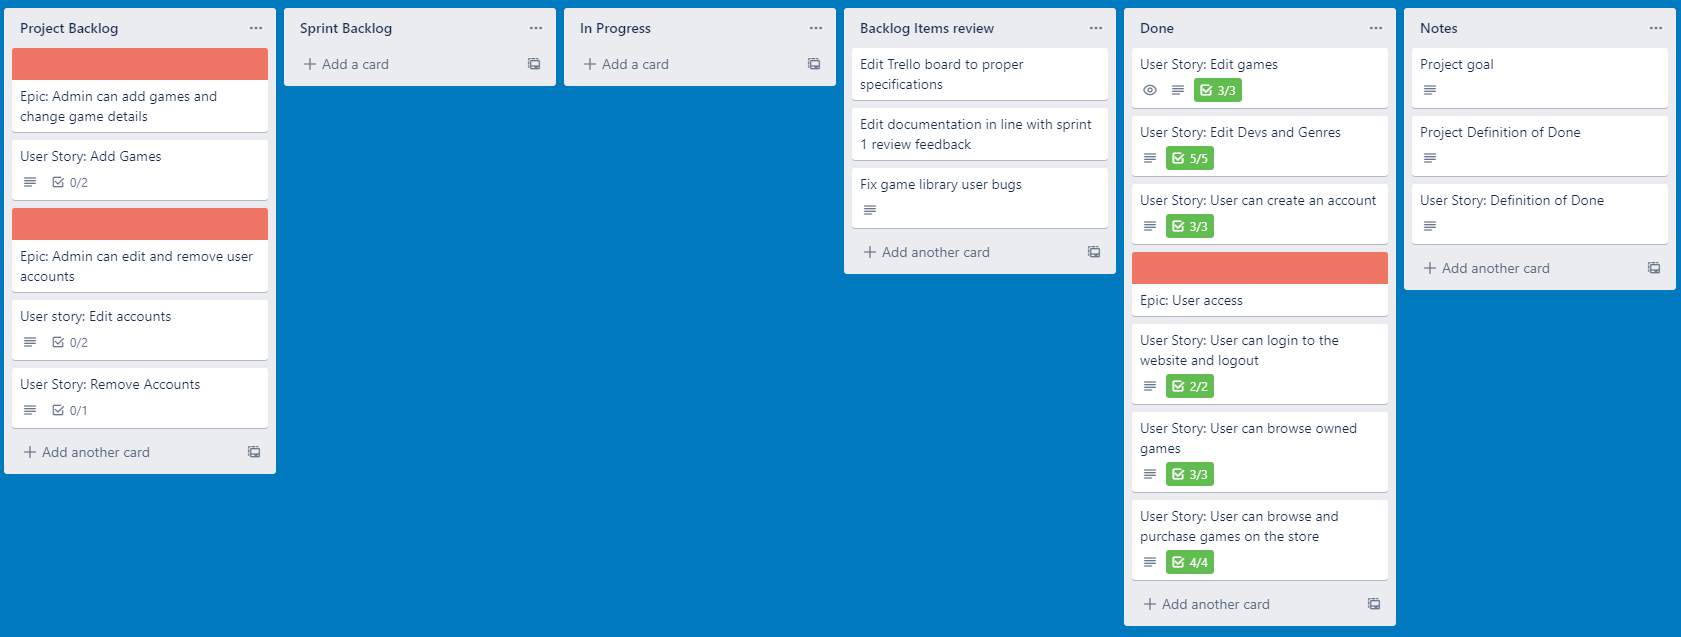 Project Backlog
Epic: Admin can add games and
change game details
User Story: Add Games
0/2
Epic: Admin can edit and remove user
accounts
User story: Edit accounts
0/2
User Story: Remove Accounts
0/1
Add another card
Sprint Backlog
Add a card
In Progress
Add a card
Backlog Items review
Edit Trello board to proper
specifications
Edit documentation in line with sprint
1 review feedback
Fix game library user bugs
Add another card
Done
User Story: Edit games
3/3
User Story: Edit Devs and Genres
5/5
User Story: User can create an account
3/3
Epic: User access
User Story: User can login to the
website and logout
2/2
User Story: User can browse owned
games
3/3
User Story: User can browse and
purchase games on the store
4/4
Add another card
Notes
Project goal
Project Definition of Done
User Story: Definition of Done
Add another card